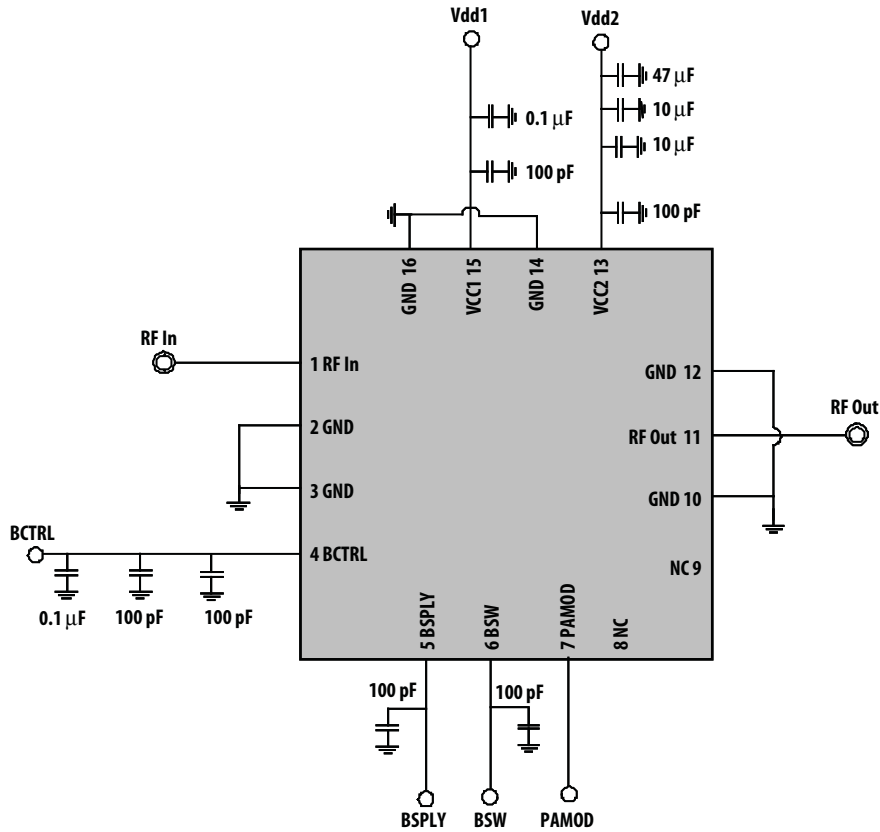 Vdd1
Vdd2
47 μF
10 μF
0.1 μF
10 μF
100 pF
100 pF
GND 16
VCC1 15
GND 14
VCC2 13
RF In
1 RF In
GND 12
2 GND
RF Out
RF Out 11
3 GND
GND 10
BCTRL
4 BCTRL
NC 9
0.1 μF
100 pF
100 pF
5 BSPLY
6 BSW
7 PAMOD
8 NC
100 pF
100 pF
BSPLY
BSW
PAMOD